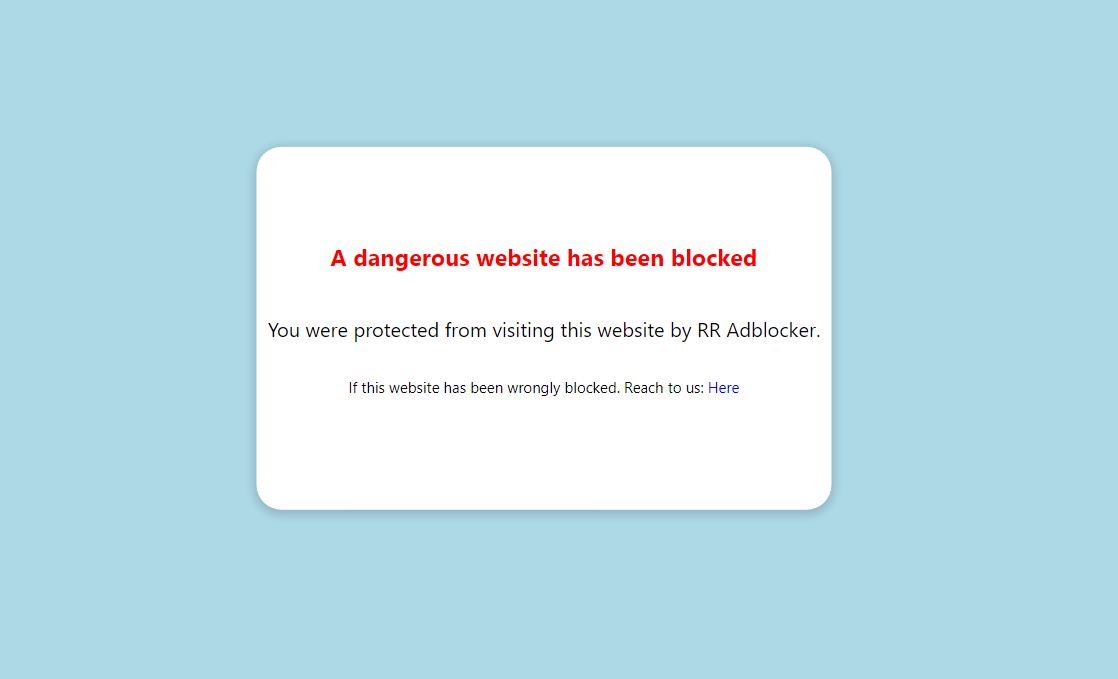 A dangerous website has been blocked
You were protected from visiting this website by RR Adblocker.
If this website has been wrongly blocked. Reach to us: Here